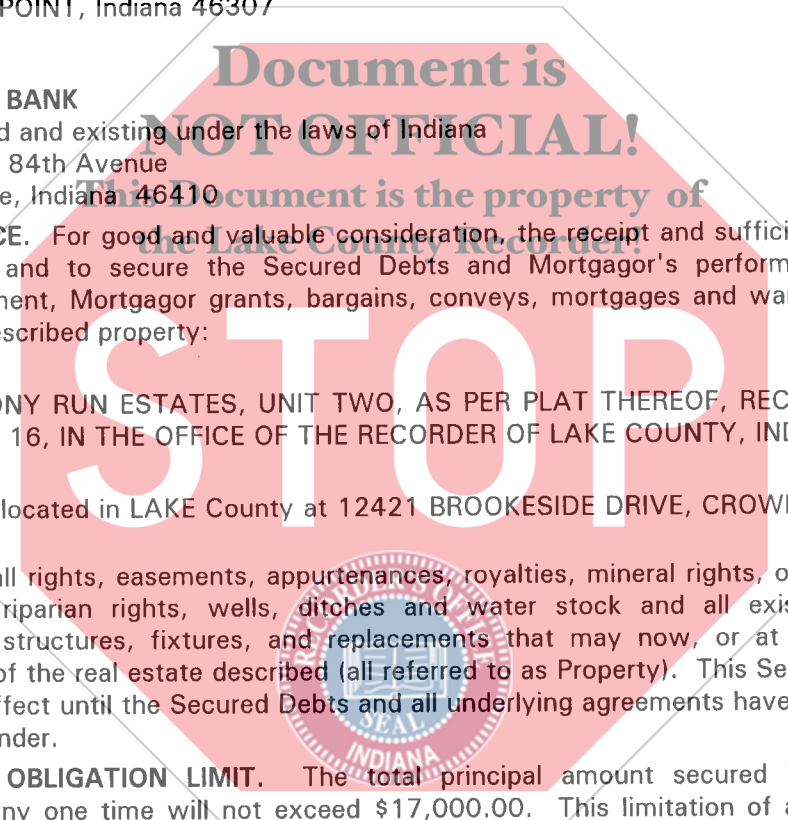 POINT, Indiana 46307
Document is
BANK
d and existing under the laws of Indiana
NOT OFFICIAL!
84th Avenue
e, Indiana 46410
This Document is the property of
CE. For good and valuable consideration, the receipt and suffici
the Lake County Recorder!
and to secure the Secured Debts and Mortgagor's perform
ment, Mortgagor grants, bargains, conveys, mortgages and wa
escribed property:
STOP
NY RUN ESTATES, UNIT TWO, AS PER PLAT THEREOF, REC
16, IN THE OFFICE OF THE RECORDER OF LAKE COUNTY, IND
located in LAKE County at 12421 BROOKESIDE DRIVE, CROW
all rights, easements, appurtenances, royalties, mineral rights, o
riparian rights, wells, ditches and water stock and all exis
structures, fixtures, and replacements that may now, or at
of the real estate described (all referred to as Property). This Se
ffect until the Secured Debts and all underlying agreements have
nder.
RECORDER'S OFFICE
SEAL
INDIANA
OBLIGATION LIMIT. The total principal amount secured
ny one time will not exceed $17,000.00. This limitation of a